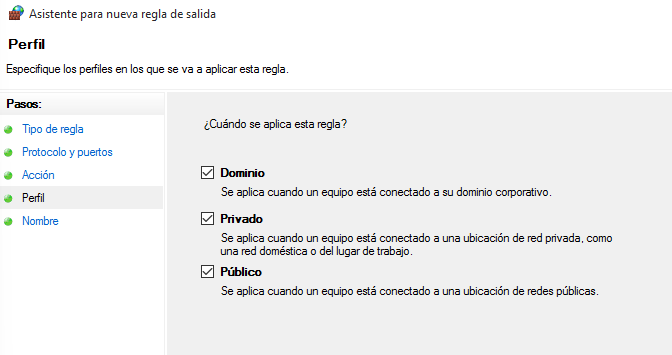 Asistente para nueva regla de salida
Perfil
Especifique los perfiles en los que se va a aplicar esta regla.
Pasos:
Tipo de regla
Protocolo y puertos
Acción
Perfil
Nombre
¿Cuándo se aplica esta regla?
Dominio
Se aplica cuando un equipo está conectado a su dominio corporativo.
Privado
Se aplica cuando un equipo está conectado a una ubicación de red privada, como
una red doméstica o del lugar de trabajo.
Público
Se aplica cuando un equipo está conectado a una ubicación de redes públicas.